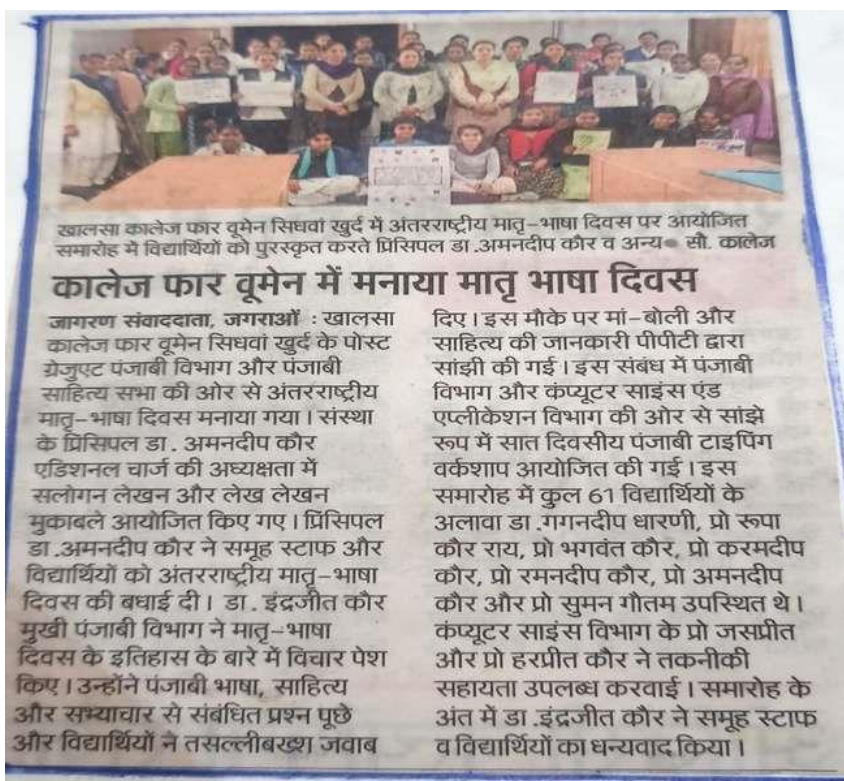 खालसा कालेज फार वूमेन सिधवां खुर्द में अंतरराष्ट्रीय मातृ-भाषा दिवस पर आयोजित
समारोह में विद्यार्थियों को पुरस्कृत करते प्रिंसिपल डा .अमनदीप कौर व अन्य● सौ. कालेज
कालेज फार वूमेन में मनाया मातृ भाषा दिवस
जागरण संवाददाता, जगराओं : खालसा
कालेज फार वूमेन सिधवां खुर्द के पोस्ट
ग्रेजुएट पंजाबी विभाग और पंजाबी
साहित्य सभा की ओर से अंतरराष्ट्रीय
मातृ-भाषा दिवस मनाया गया। संस्था
के प्रिंसिपल डा . अमनदीप कौर
एडिशनल चार्ज की अध्यक्षता में
सलोगन लेखन और लेख लेखन
मुकाबले आयोजित किए गए। प्रिंसिपल
डा .अमनदीप कौर ने समूह स्टाफ और
विद्यार्थियों को अंतरराष्ट्रीय मातृ-भाषा
दिवस की बधाई दी। डा . इंद्रजीत कौर
मुखी पंजाबी विभाग ने मातृ-भाषा
दिवस के इतिहास के बारे में विचार पेश
किए। उन्होंने पंजाबी भाषा, साहित्य
और सभ्याचार से संबंधित प्रश्न पूछे
और विद्यार्थियों ने तसल्लीबख्श जवाब
दिए। इस मौके पर मां-बोली और
साहित्य की जानकारी पीपीटी द्वारा
सांझी की गई। इस संबंध में पंजाबी
विभाग और कंप्यूटर साइंस एंड
एप्लीकेशन विभाग की ओर से सांझे
रूप में सात दिवसीय पंजाबी टाइपिंग
वर्कशाप आयोजित की गई। इस
समारोह में कुल 61 विद्यार्थियों के
अलावा डा .गगनदीप धारणी, प्रो रूपा
कौर राय, प्रो भगवंत कौर, प्रो करमदीप
कौर, प्रो रमनदीप कौर, प्रो अमनदीप
कौर और प्रो सुमन गौतम उपस्थित थे।
कंप्यूटर साइंस विभाग के प्रो जसप्रीत
और प्रो हरप्रीत कौर ने तकनीकी
सहायता उपलब्ध करवाई। समारोह के
अंत में डा .इंद्रजीत कौर ने समूह स्टाफ
व विद्यार्थियों का धन्यवाद किया।